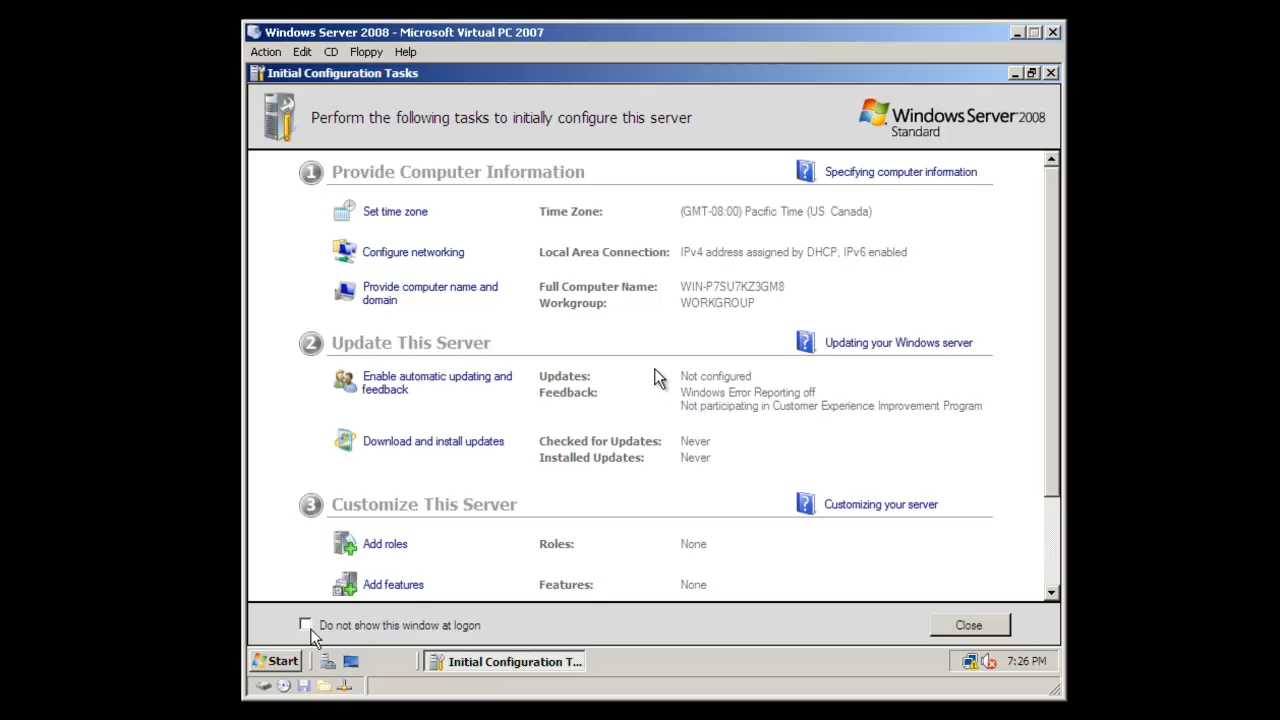 Windows Server 2008 - Microsoft Virtual PC 2007
Action Edit CD Floppy Help
Initial Configuration Tasks
Perform the following tasks to initially configure this server
Windows Server 2008
Standard
1 Provide Computer Information
Specifying computer information
Set time zone
Time Zone:
(GMT-08:00) Pacific Time (US Canada)
Configure networking
Local Area Connection:
IPv4 address assigned by DHCP, IPv6 enabled
Provide computer name and
domain
Full Computer Name:
WIN-P7SU7KZ3GM8
Workgroup:
WORKGROUP
2 Update This Server
Updating your Windows server
Enable automatic updating and
feedback
Updates:
Not configured
Feedback:
Windows Error Reporting off
Not participating in Customer Experience Improvement Program
Download and install updates
Checked for Updates:
Never
Installed Updates:
Never
3 Customize This Server
Customizing your server
Add roles
Roles:
None
Add features
Features:
None
Do not show this window at logon
Close
Start
Initial Configuration T...
7:26 PM